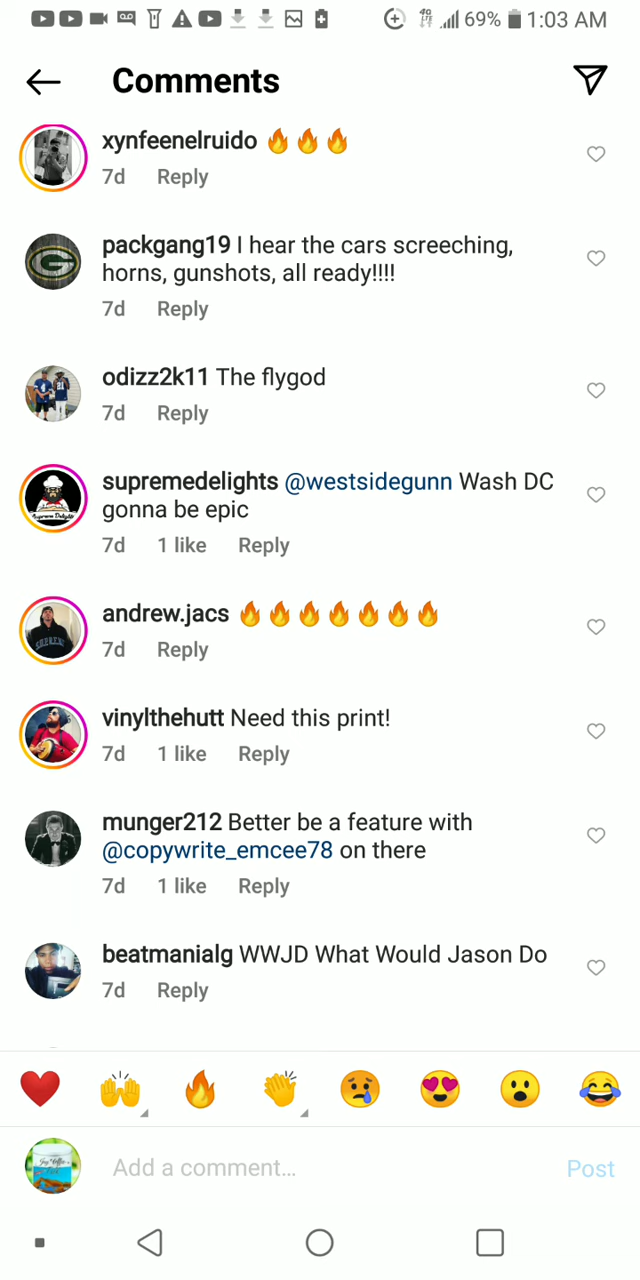 4G LTE 69% 1:03 AM
Comments
xynfeenelruido 🔥🔥🔥
7d Reply
packgang19 I hear the cars screeching,
horns, gunshots, all ready!!!!
7d Reply
odizz2k11 The flygod
7d Reply
supremedelights @westsidegunn Wash DC
gonna be epic
7d 1 like Reply
andrew.jacs 🔥🔥🔥🔥🔥🔥🔥
7d Reply
vinylthehutt Need this print!
7d 1 like Reply
munger212 Better be a feature with
@copywrite_emcee78 on there
7d 1 like Reply
beatmanialg WWJD What Would Jason Do
7d Reply
Add a comment... Post